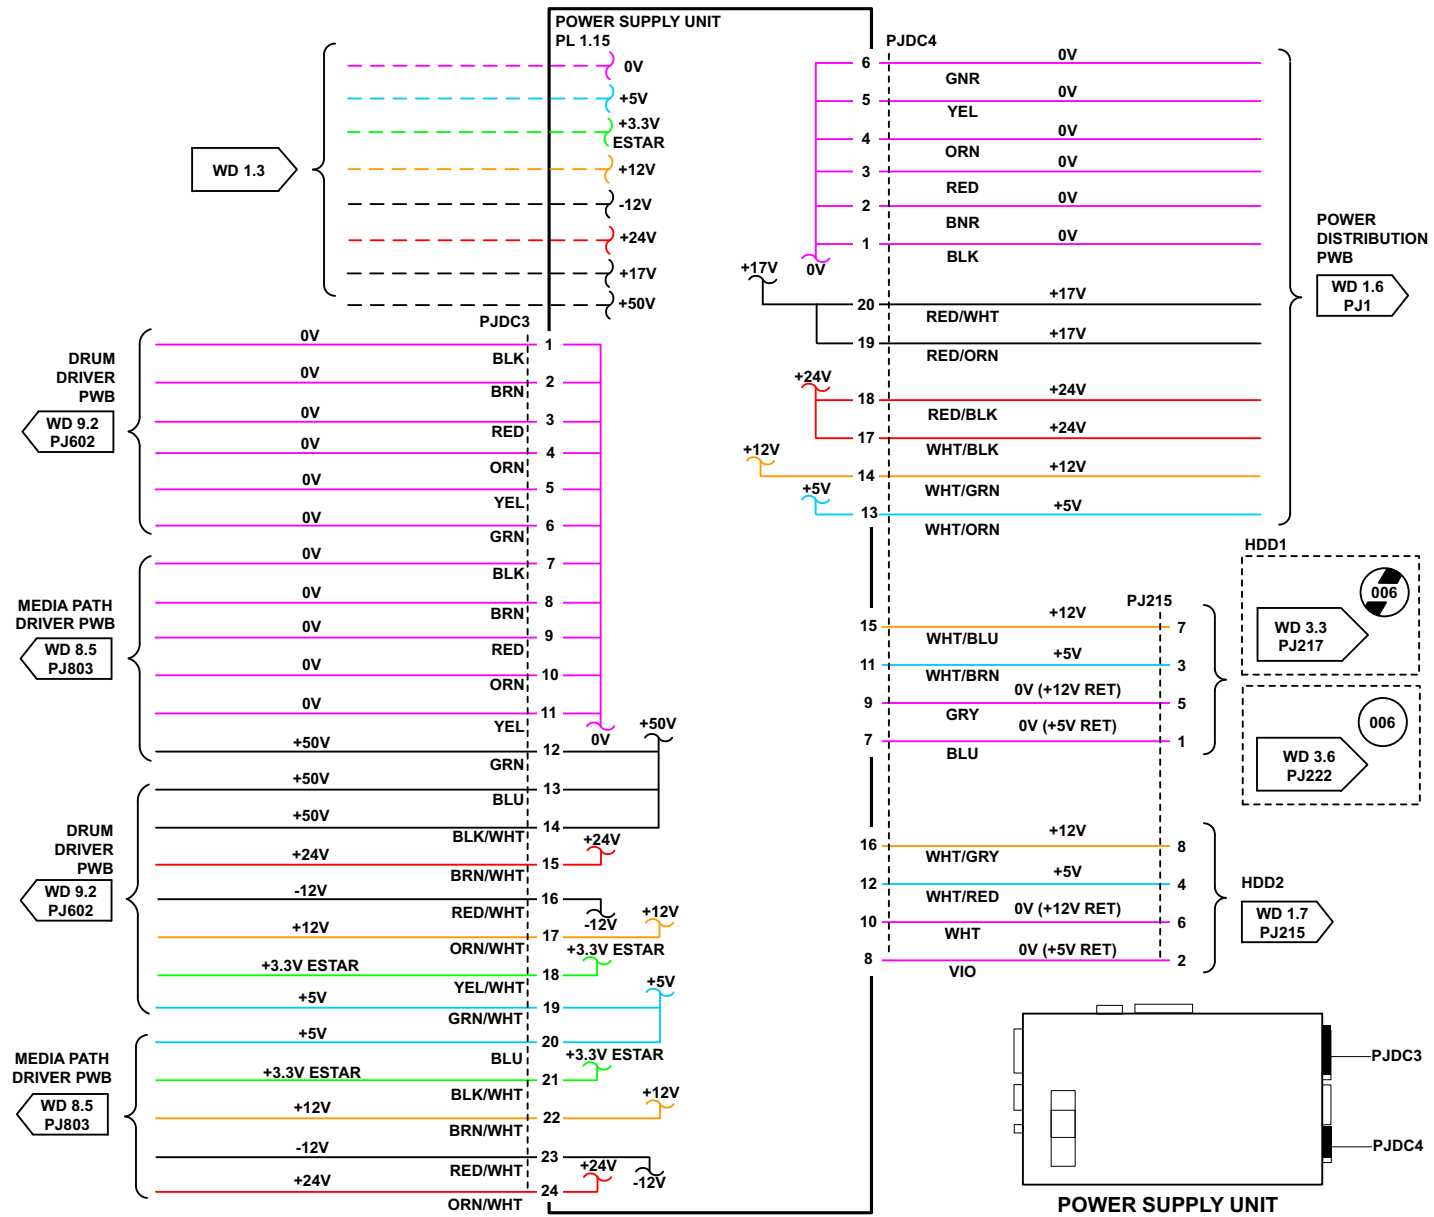 POWER SUPPLY UNIT
PL 1.15
0V
+5V
+3.3V
ESTAR
+12V
-12V
+24V
+17V
+50V
WD 1.3
PJDC3
DRUM
DRIVER
PWB
WD 9.2
PJ602
0V BLK 1
0V BRN 2
0V RED 3
0V ORN 4
0V YEL 5
0V GRN 6
MEDIA PATH
DRIVER PWB
WD 8.5
PJ803
0V BLK 7
0V BRN 8
0V RED 9
0V ORN 10
0V YEL 11
0V
+50V GRN 12
+50V
DRUM
DRIVER
PWB
WD 9.2
PJ602
+50V BLU 13
+50V BLK/WHT 14
+24V BRN/WHT 15 +24V
-12V RED/WHT 16 -12V
+12V ORN/WHT 17 +12V
+3.3V ESTAR YEL/WHT 18 +3.3V ESTAR
+5V GRN/WHT 19 +5V
MEDIA PATH
DRIVER PWB
WD 8.5
PJ803
+5V BLU 20
+3.3V ESTAR BLK/WHT 21 +3.3V ESTAR
+12V BRN/WHT 22 +12V
-12V RED/WHT 23 -12V
+24V ORN/WHT 24 +24V
PJDC4
6 GNR 0V
5 YEL 0V
4 ORN 0V
3 RED 0V
2 BNR 0V
1 BLK 0V
0V
+17V 20 RED/WHT +17V
19 RED/ORN +17V
+24V 18 RED/BLK +24V
17 WHT/BLK +24V
+12V 14 WHT/GRN +12V
+5V 13 WHT/ORN +5V
POWER
DISTRIBUTION
PWB
WD 1.6
PJ1
PJ215
15 WHT/BLU +12V 7
11 WHT/BRN +5V 3
9 GRY 0V (+12V RET) 5
7 BLU 0V (+5V RET) 1
HDD1
006
WD 3.3
PJ217
006
WD 3.6
PJ222
16 WHT/GRY +12V 8
12 WHT/RED +5V 4
10 WHT 0V (+12V RET) 6
8 VIO 0V (+5V RET) 2
HDD2
WD 1.7
PJ215
PJDC3
PJDC4
POWER SUPPLY UNIT